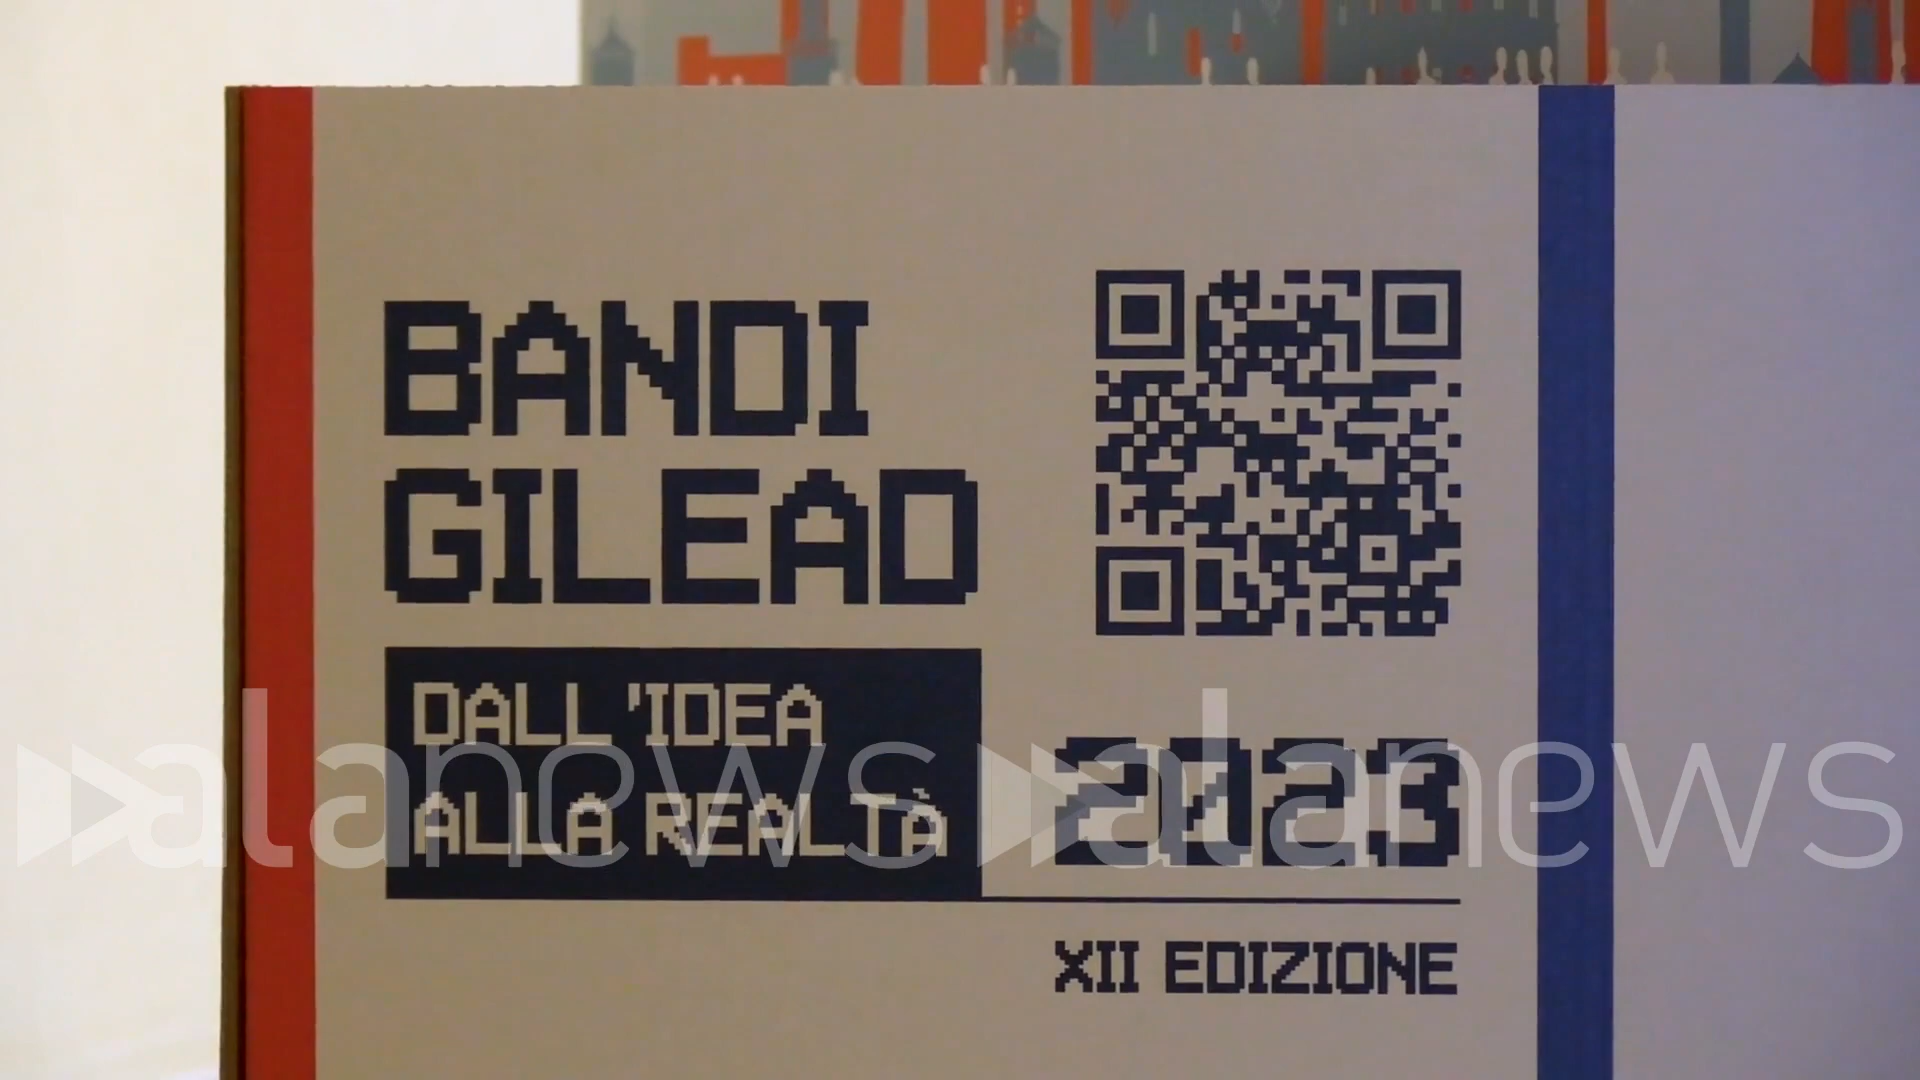 BANDI
GILEAD
DALL'IDEA
ALLA REALTÀ
2023
XII EDIZIONE
alanews alanews